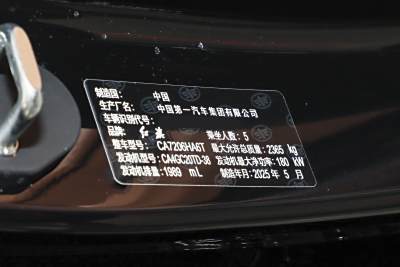 制造国：中国
生产厂名：中国第一汽车集团有限公司
车辆识别代号：
品牌：红旗 乘坐人数：5
整车型号：CA7206HA6T 最大允许总质量：2365 kg
发动机型号：CA4GC20TD-38 发动机最大净功率：180 kW
发动机排量：1989 mL 制造年月：2025 年 5 月